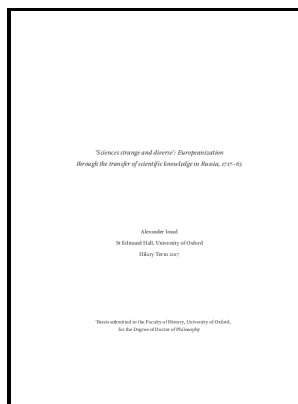 'Sciences strange and diverse': Europeanization
through the transfer of scientific knowledge in Russia, 1717–63
Alexander Iosad
St Edmund Hall, University of Oxford
Hilary Term 2017
Thesis submitted to the Faculty of History, University of Oxford,
for the Degree of Doctor of Philosophy